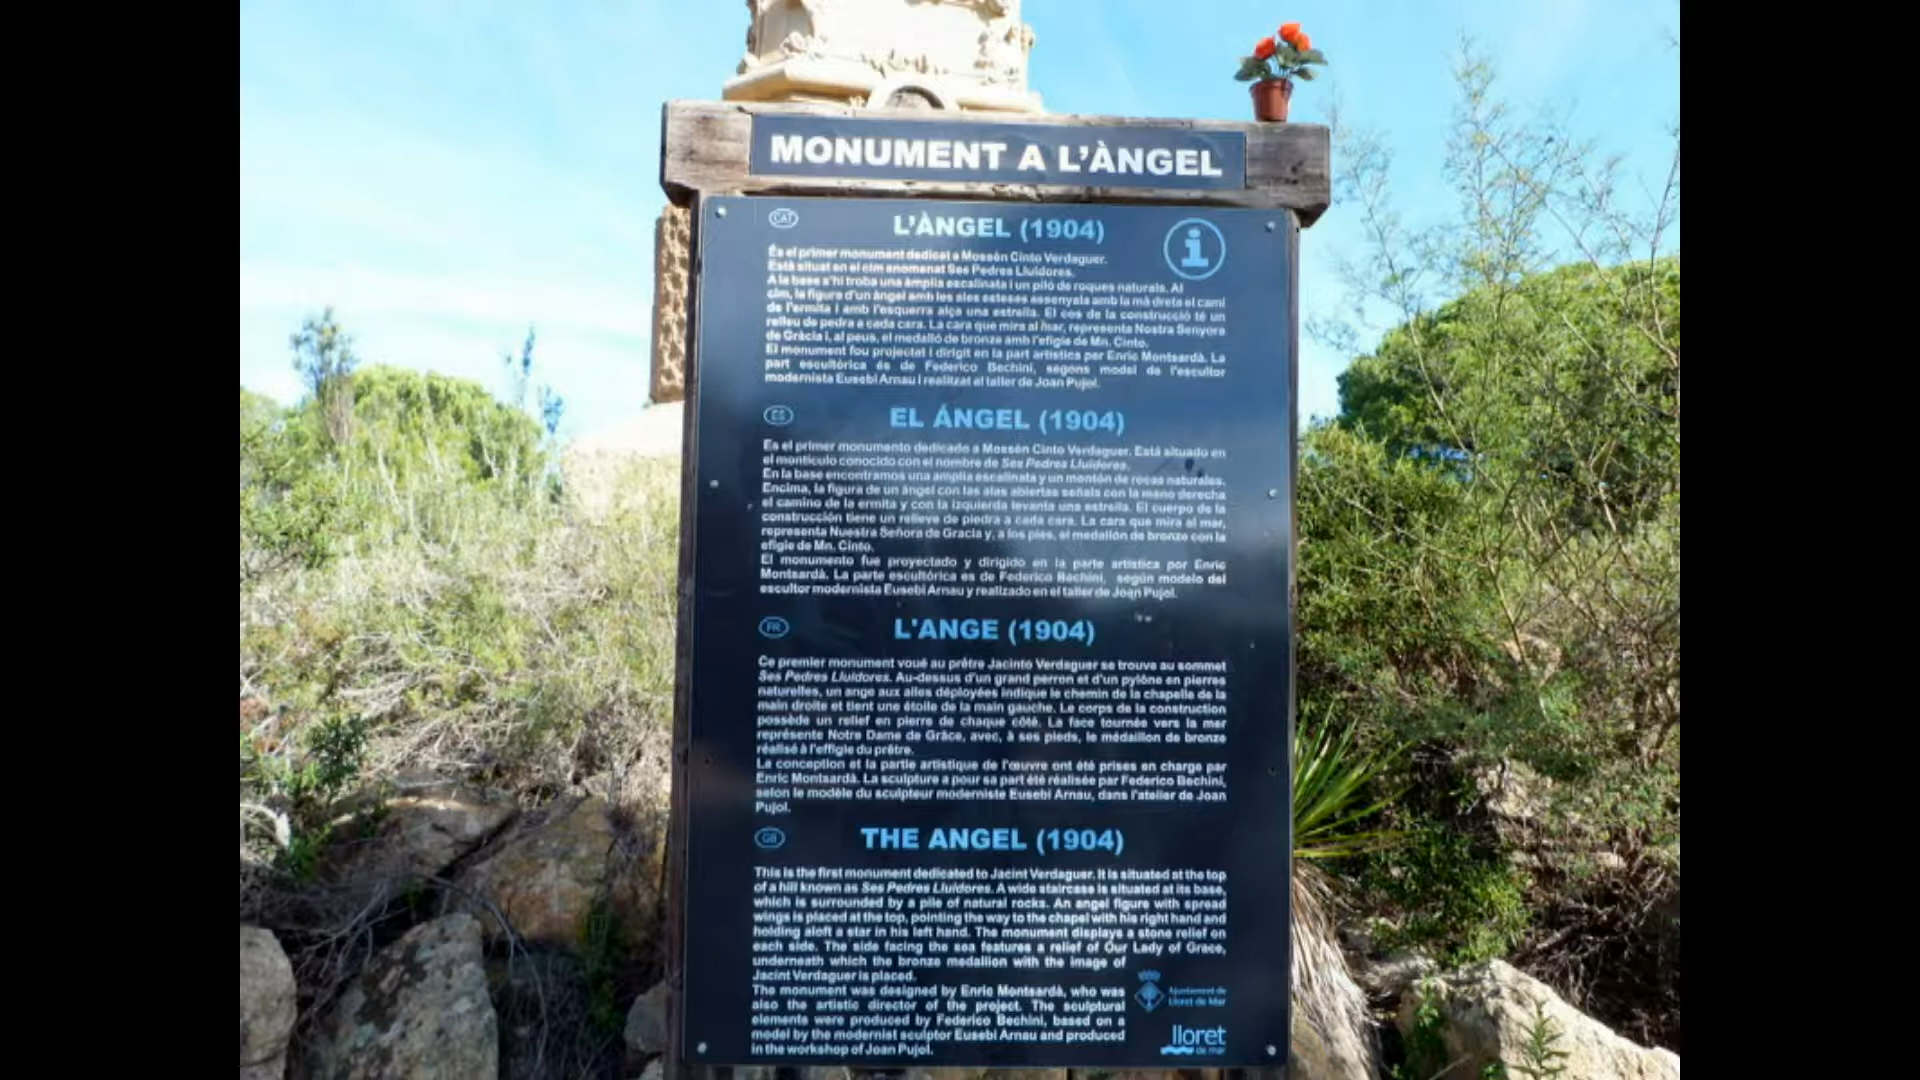 MONUMENT A L'ÀNGEL
CAT
L'ÀNGEL (1904)
És el primer monument dedicat a Mossèn Cinto Verdaguer.
Està situat en el cim anomenat Ses Pedres Lluïdores.
A la base s'hi troba una àmplia escalinata i un piló de roques naturals. Al
cim, la figura d'un àngel amb les ales esteses assenyala amb la mà dreta el camí
de l'ermita i amb l'esquerra alça una estrella. El cos de la construcció té un
relleu de pedra a cada cara. La cara que mira al mar, representa Nostra Senyora
de Gràcia i, al peus, el medalló de bronze amb l'efígie de Mn. Cinto.
El monument fou projectat i dirigit en la part artística per Enric Montsardà. La
part escultòrica és de Federico Bechini, segons model de l'escultor
modernista Eusebi Arnau i realitzat al taller de Joan Pujol.
ES
EL ÁNGEL (1904)
Es el primer monumento dedicado a Mossèn Cinto Verdaguer. Está situado en
el montículo conocido con el nombre de Ses Pedres Lluïdores.
En la base encontramos una amplia escalinata y un montón de rocas naturales.
Encima, la figura de un ángel con las alas abiertas señala con la mano derecha
el camino de la ermita y con la izquierda levanta una estrella. El cuerpo de la
construcción tiene un relieve de piedra a cada cara. La cara que mira al mar,
representa Nuestra Señora de Gracia y, a los pies, el medallón de bronze con la
efigie de Mn. Cinto.
El monumento fue proyectado y dirigido en la parte artística por Enric
Montsardà. La parte escultórica es de Federico Bechini, según modelo del
escultor modernista Eusebi Arnau y realizado en el taller de Joan Pujol.
FR
L'ANGE (1904)
Ce premier monument voué au prêtre Jacinto Verdaguer se trouve au sommet
Ses Pedres Lluïdores. Au-dessus d'un grand perron et d'un pylône en pierres
naturelles, un ange aux ailes déployées indique le chemin de la chapelle de la
main droite et tient une étoile de la main gauche. Le corps de la construction
possède un relief en pierre de chaque côté. La face tournée vers la mer
représente Notre Dame de Grâce, avec, à ses pieds, le médaillon de bronze
réalisé à l'effigie du prêtre.
La conception et la partie artistique de l'œuvre ont été prises en charge par
Enric Montsardà. La sculpture a pour sa part été réalisée par Federico Bechini,
selon le modèle du sculpteur moderniste Eusebi Arnau, dans l'atelier de Joan
Pujol.
GB
THE ANGEL (1904)
This is the first monument dedicated to Jacint Verdaguer. It is situated at the top
of a hill known as Ses Pedres Lluïdores. A wide staircase is situated at its base,
which is surrounded by a pile of natural rocks. An angel figure with spread
wings is placed at the top, pointing the way to the chapel with his right hand and
holding aloft a star in his left hand. The monument displays a stone relief on
each side. The side facing the sea features a relief of Our Lady of Grace,
underneath which the bronze medallion with the image of
Jacint Verdaguer is placed.
The monument was designed by Enric Montsardà, who was
also the artistic director of the project. The sculptural
elements were produced by Federico Bechini, based on a
model by the modernist sculptor Eusebi Arnau and produced
in the workshop of Joan Pujol.
Ajuntament de
Lloret de Mar
lloret
de mar